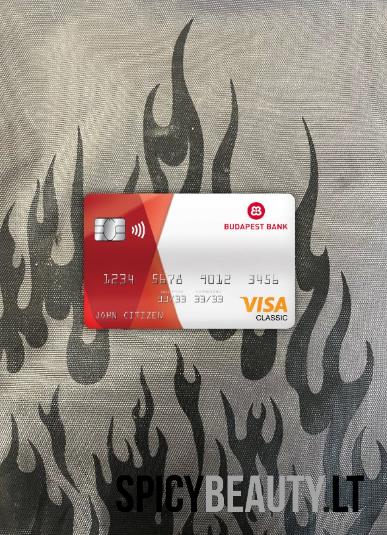 BUDAPEST BANK
1234 5678 9012 3456
33/33 33/33
VISA
CLASSIC
JOHN CITIZEN
SPICYBEAUTY.LT